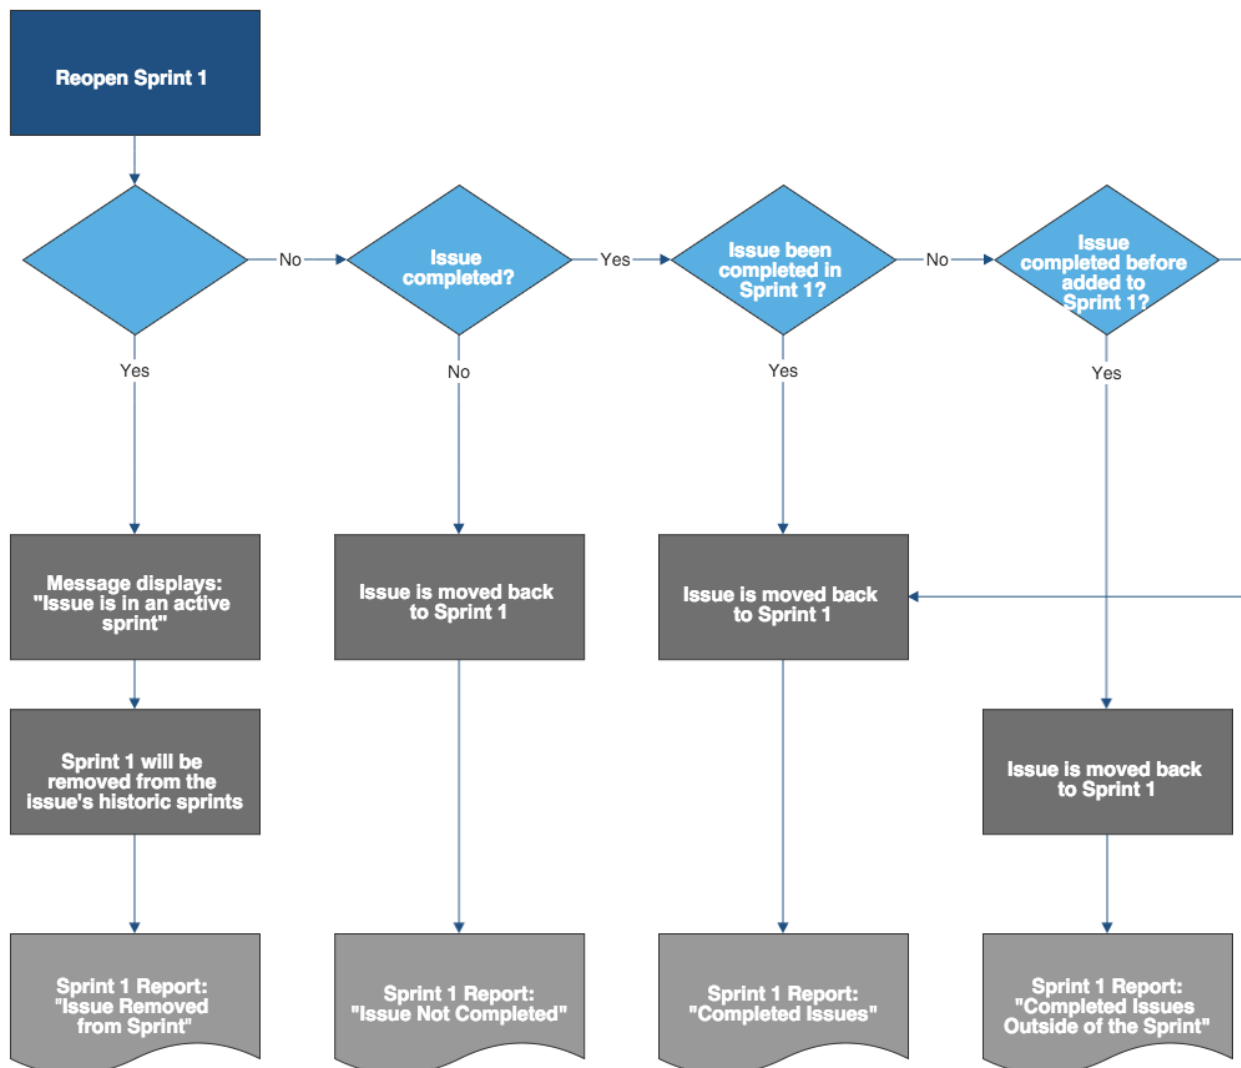 Reopen Sprint 1
No
Issue
completed?
Yes
Issue been
completed in
Sprint 1?
No
Issue
completed before
added to
Sprint 1?
Yes
No
Yes
Yes
Message displays:
"Issue is in an active
sprint"
Issue is moved back
to Sprint 1
Issue is moved back
to Sprint 1
Sprint 1 will be
removed from the
issue's historic sprints
Issue is moved back
to Sprint 1
Sprint 1 Report:
"Issue Removed
from Sprint"
Sprint 1 Report:
"Issue Not Completed"
Sprint 1 Report:
"Completed Issues"
Sprint 1 Report:
"Completed Issues
Outside of the Sprint"